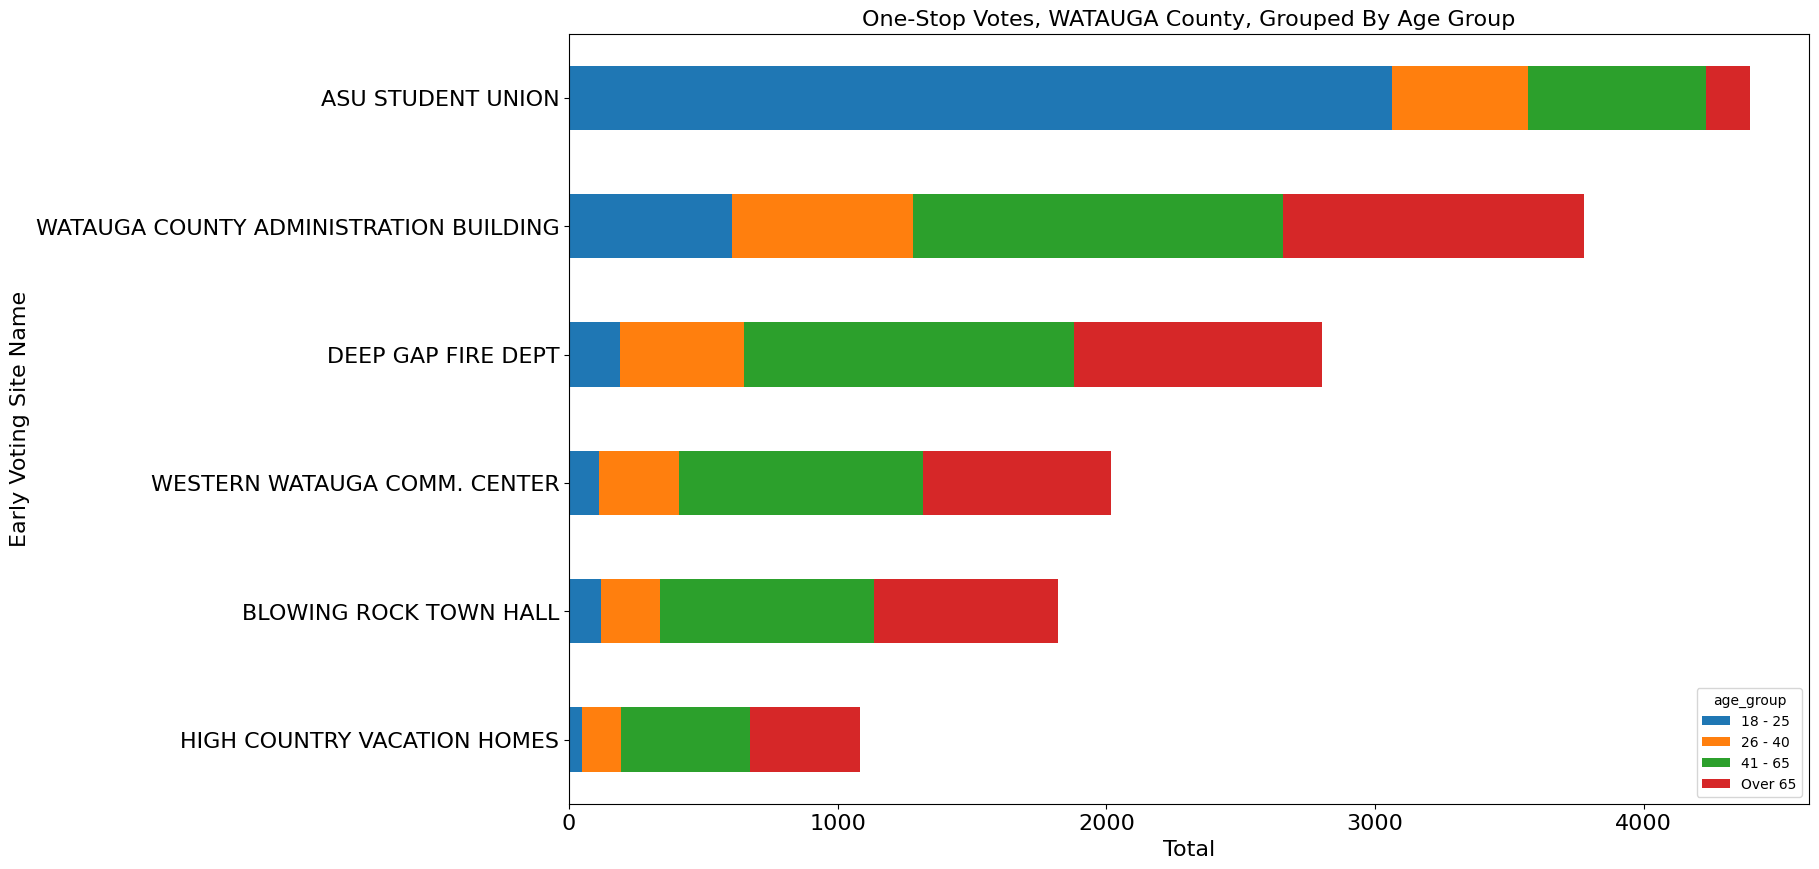 One-Stop Votes, WATAUGA County, Grouped By Age Group
Early Voting Site Name
ASU STUDENT UNION
WATAUGA COUNTY ADMINISTRATION BUILDING
DEEP GAP FIRE DEPT
WESTERN WATAUGA COMM. CENTER
BLOWING ROCK TOWN HALL
HIGH COUNTRY VACATION HOMES
age_group
18 - 25
26 - 40
41 - 65
Over 65
0 1000 2000 3000 4000
Total